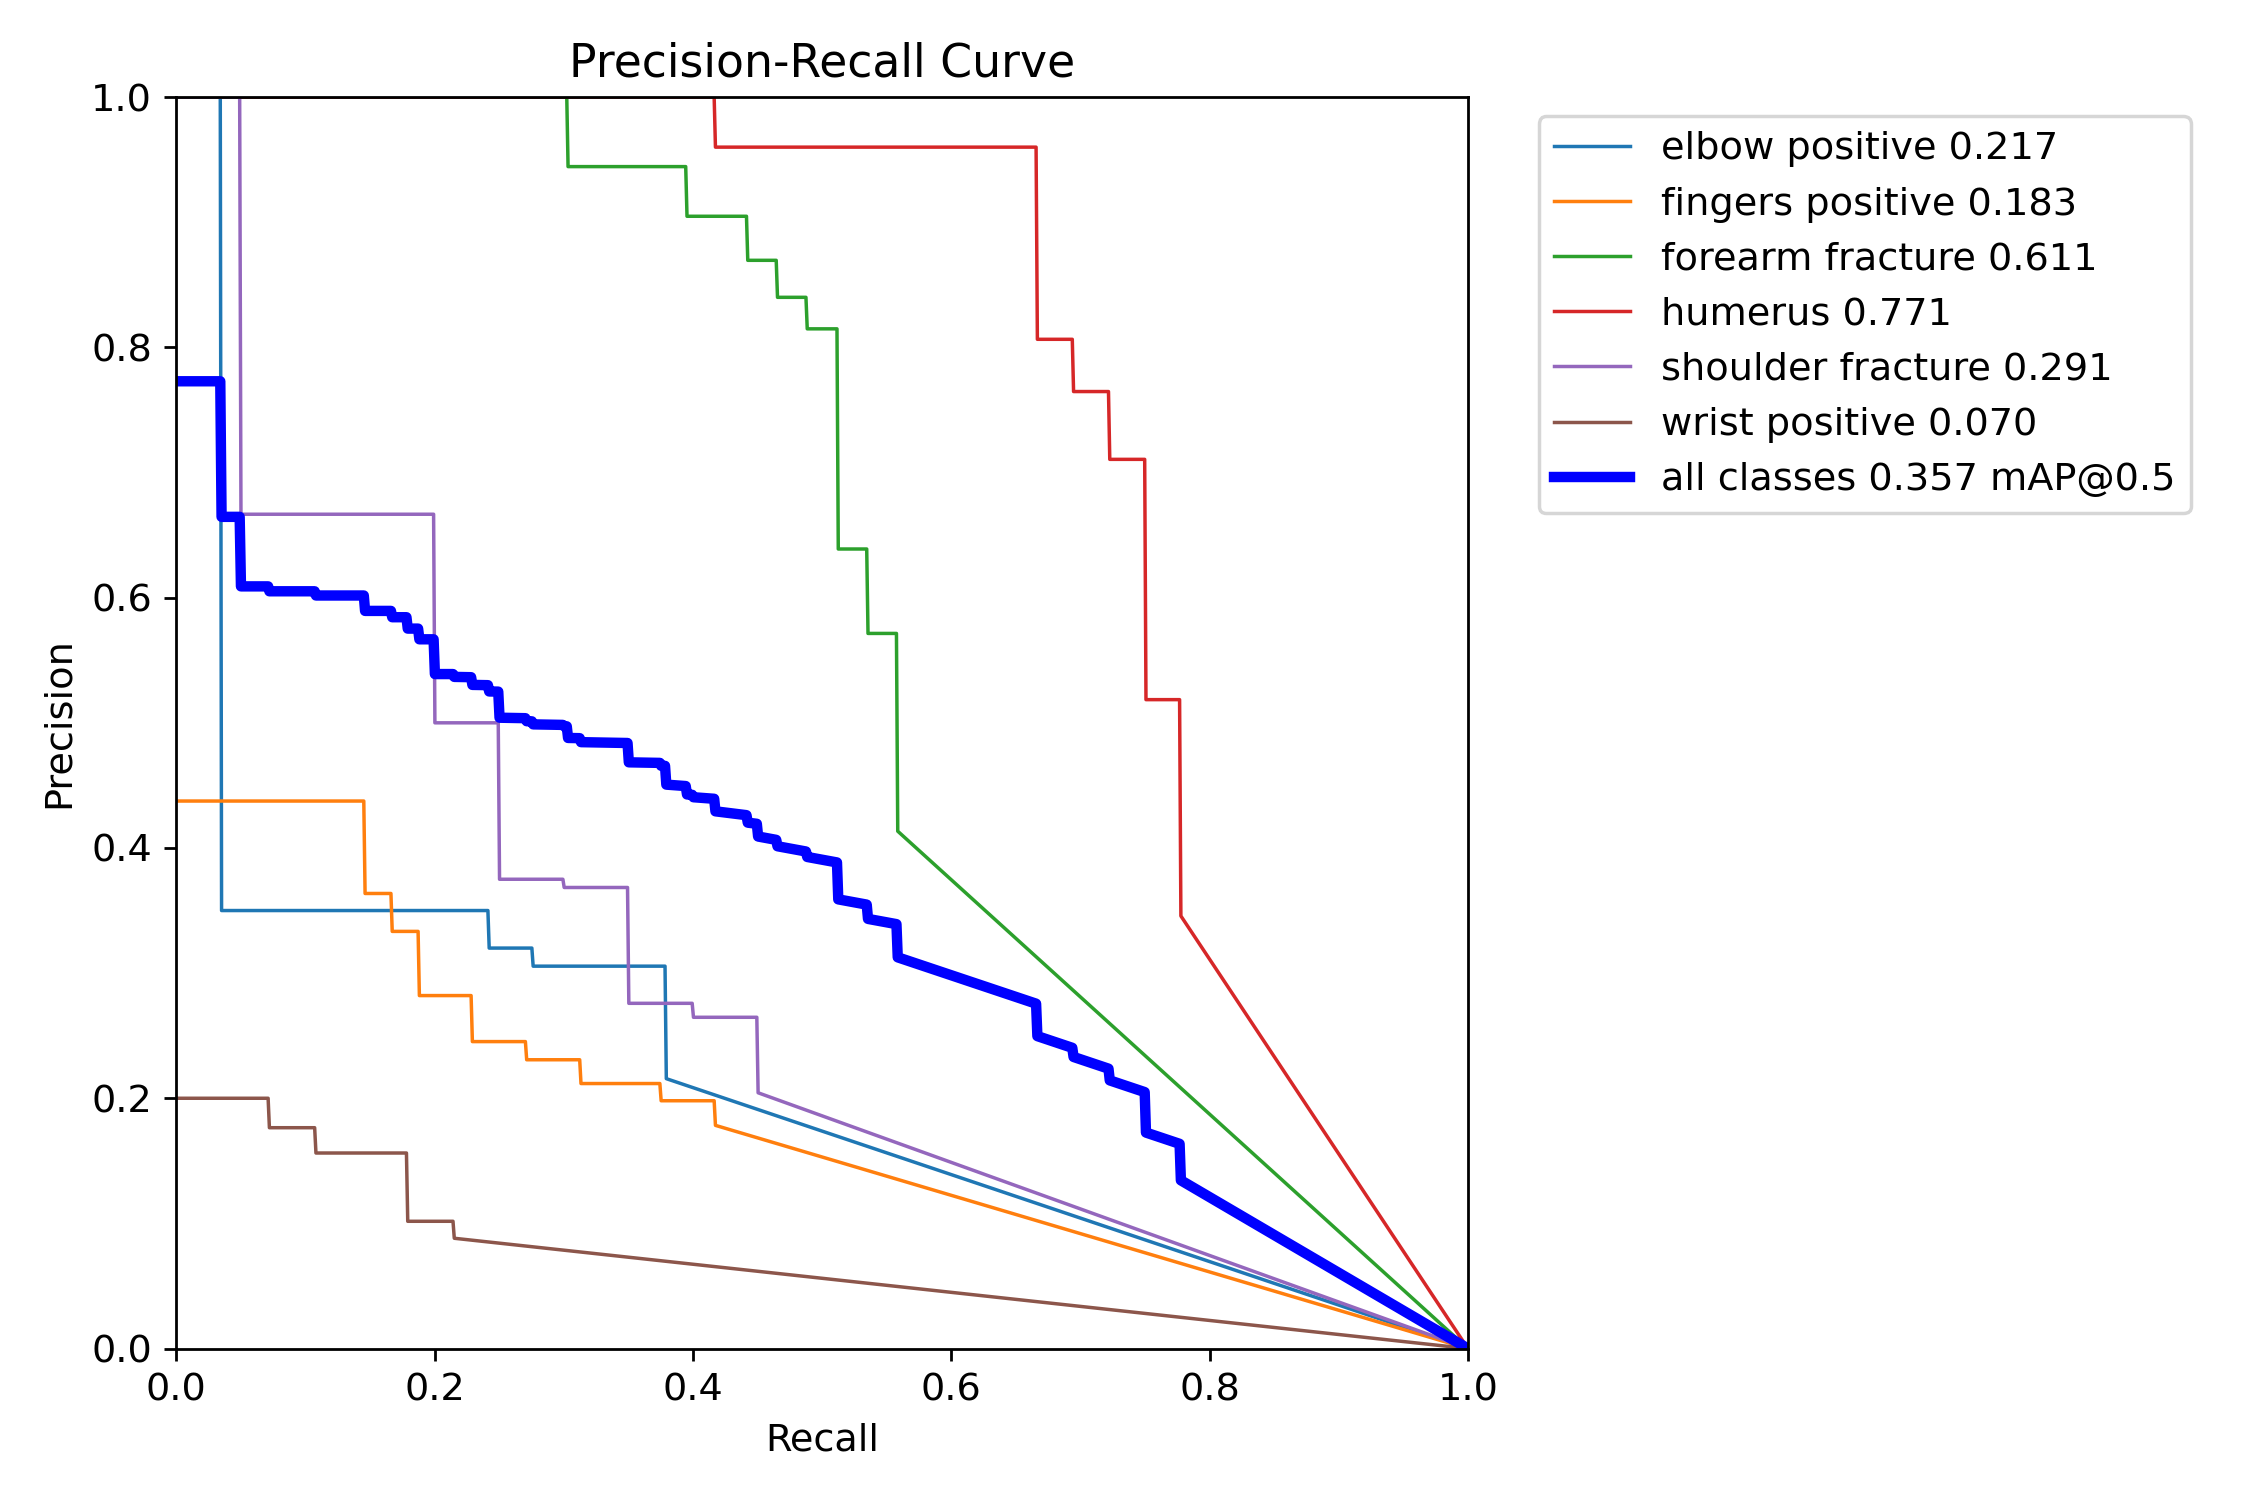 Precision-Recall Curve
1.0
0.8
0.6
0.4
0.2
0.0
Precision
0.0 0.2 0.4 0.6 0.8 1.0
Recall
elbow positive 0.217
fingers positive 0.183
forearm fracture 0.611
humerus 0.771
shoulder fracture 0.291
wrist positive 0.070
all classes 0.357 mAP@0.5